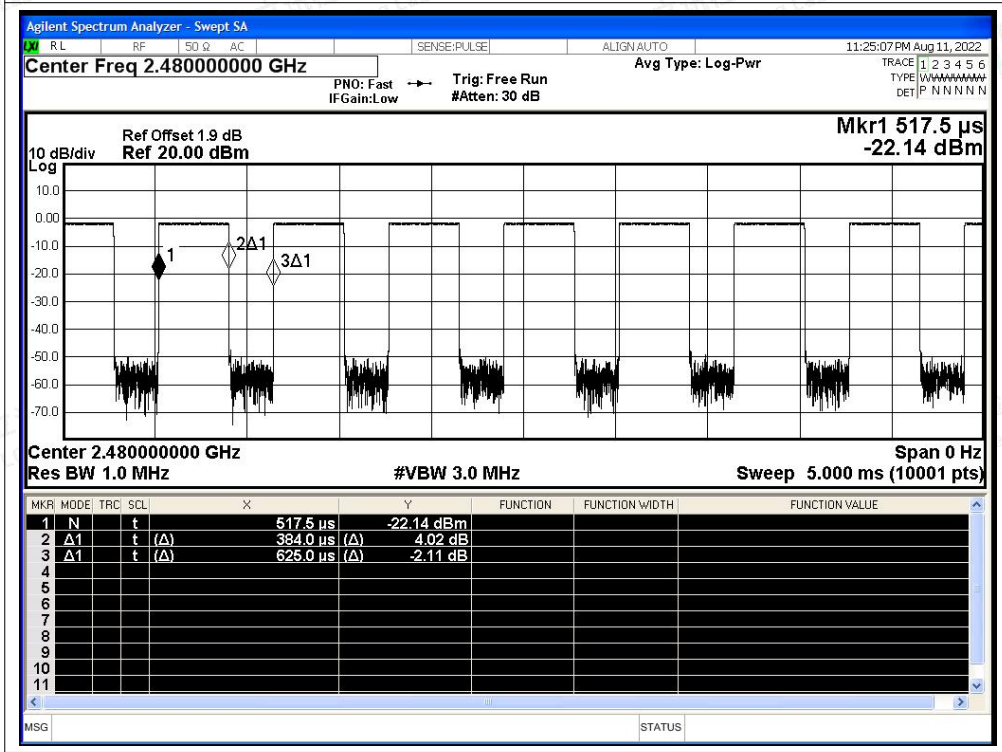 Agilent Spectrum Analyzer - Swept SA
LXI RL RF 50 Ω AC SENSE:PULSE ALIGN AUTO 11:25:07 PM Aug 11, 2022
Center Freq 2.480000000 GHz Avg Type: Log-Pwr TRACE 1 2 3 4 5 6
PNO: Fast Trig: Free Run TYPE WWWWWW
IFGain:Low #Atten: 30 dB DET P N N N N N
Mkr1 517.5 µs
Ref Offset 1.9 dB
10 dB/div Ref 20.00 dBm -22.14 dBm
Log
10.0
0.00
1 2Δ1
-10.0
3Δ1
-20.0
-30.0
-40.0
-50.0
-60.0
-70.0
Center 2.480000000 GHz Span 0 Hz
Res BW 1.0 MHz #VBW 3.0 MHz Sweep 5.000 ms (10001 pts)
MKR MODE TRC SCL X Y FUNCTION FUNCTION WIDTH FUNCTION VALUE
1 N t 517.5 µs -22.14 dBm
2 Δ1 t (Δ) 384.0 µs (Δ) 4.02 dB
3 Δ1 t (Δ) 625.0 µs (Δ) -2.11 dB
4
5
6
7
8
9
10
11
MSG STATUS